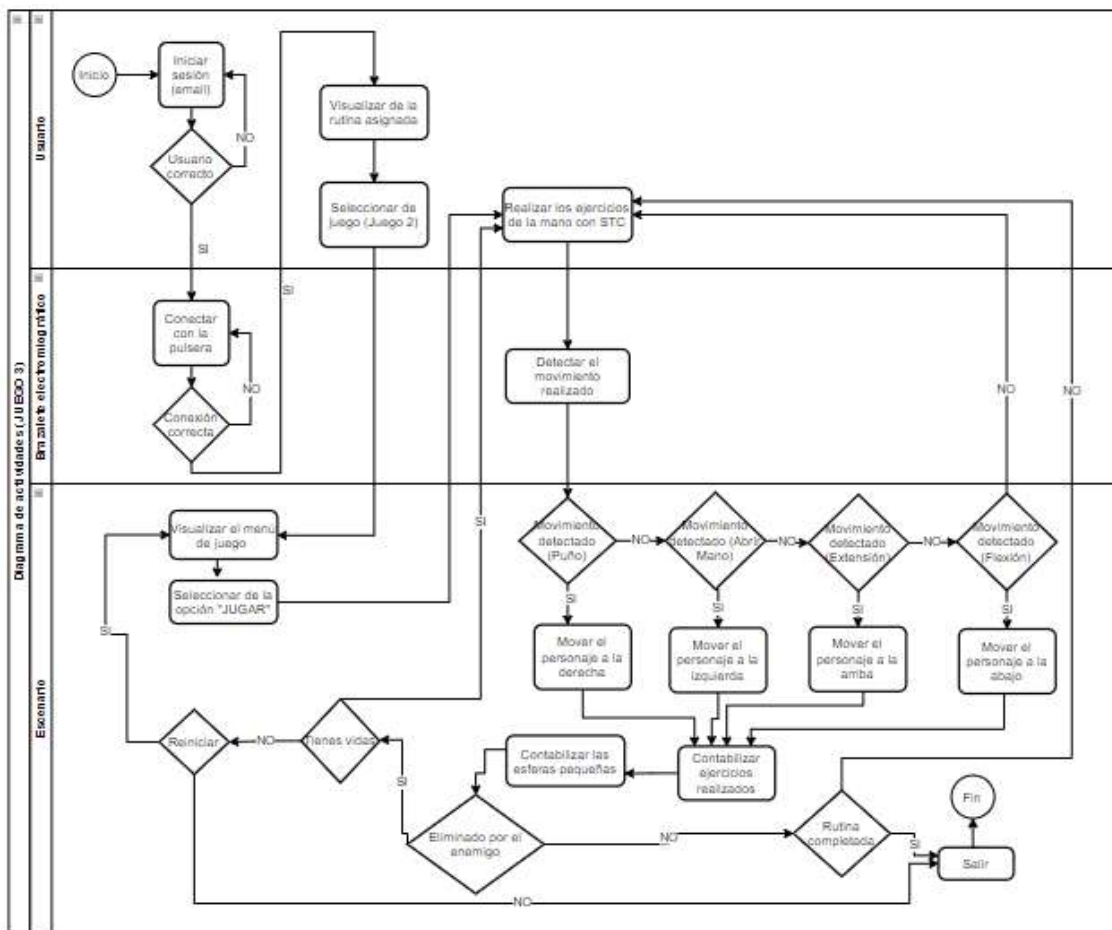 Diagrama de actividades (JUEGO 3)
Usuario
Inicio
Iniciar
sesión
(email)
NO
Usuario
correcto
SI
Visualizar de la
rutina asignada
Seleccionar de
juego (Juego 2)
Realizar los ejercicios
de la mano con STC
Brazalete electromiográfico
SI
Conectar
con la
pulsera
NO
Conexión
correcta
Detectar el
movimiento
realizado
NO
NO
Escenario
Visualizar el menú
de juego
Seleccionar de la
opción "JUGAR"
SI
SI
Movimiento
detectado
(Puño)
NO
Movimiento
detectado (Abrir
Mano)
NO
Movimiento
detectado
(Extensión)
NO
Movimiento
detectado
(Flexión)
SI
SI
SI
SI
Mover el
personaje a la
derecha
Mover el
personaje a la
izquierda
Mover el
personaje a la
arriba
Mover el
personaje a la
abajo
Reiniciar
NO
Tienes vidas
SI
Contabilizar las
esferas pequeñas
Contabilizar
ejercicios
realizados
Eliminado por el
enemigo
NO
Rutina
completada
SI
Fin
Salir
NO